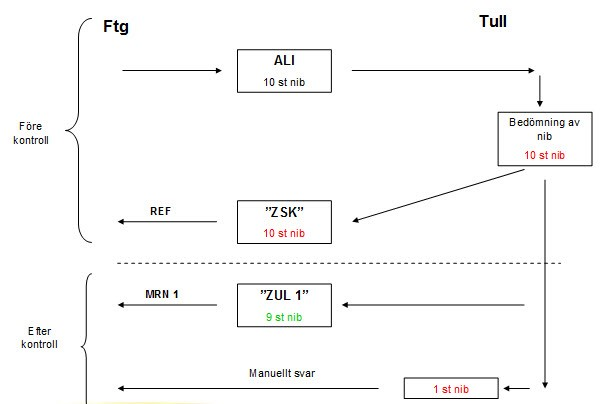 Ftg
Tull
ALI
10 st nib
Bedömning av
nib
10 st nib
Före
kontroll
REF
"ZSK"
10 st nib
MRN 1
"ZUL 1"
9 st nib
Efter
kontroll
Manuellt svar
1 st nib